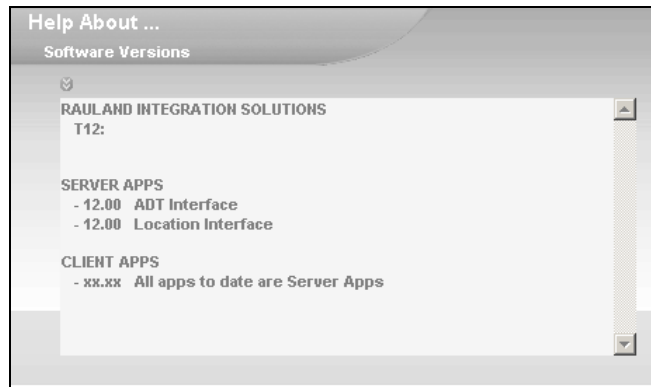 Help About ...
Software Versions
RAULAND INTEGRATION SOLUTIONS
T12:
SERVER APPS
- 12.00 ADT Interface
- 12.00 Location Interface
CLIENT APPS
- xx.xx All apps to date are Server Apps